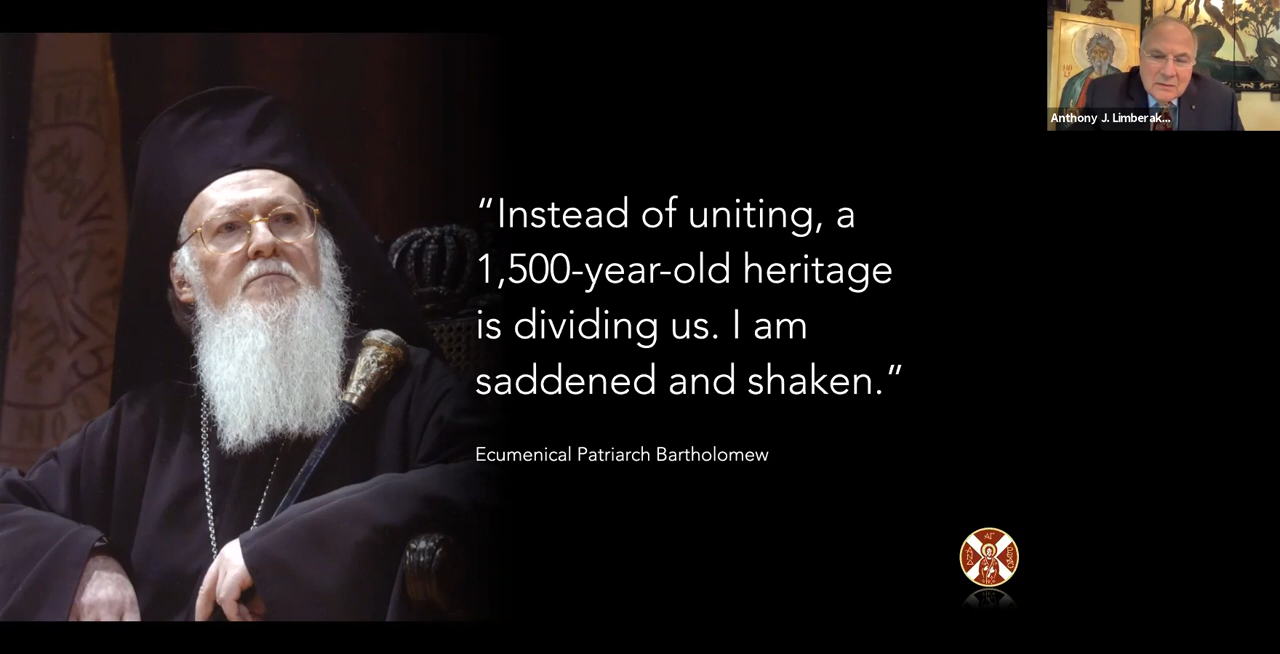 Anthony J. Limberak...
“Instead of uniting, a
1,500-year-old heritage
is dividing us. I am
saddened and shaken.”
Ecumenical Patriarch Bartholomew